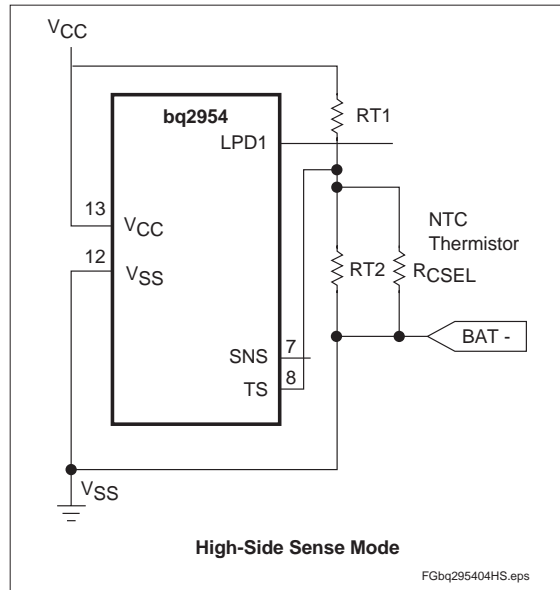 VCC
bq2954
RT1
LPD1
13
VCC
NTC
Thermistor
12
VSS
RT2
RCSEL
SNS
7
BAT -
TS
8
VSS
High-Side Sense Mode
FGbq295404HS.eps